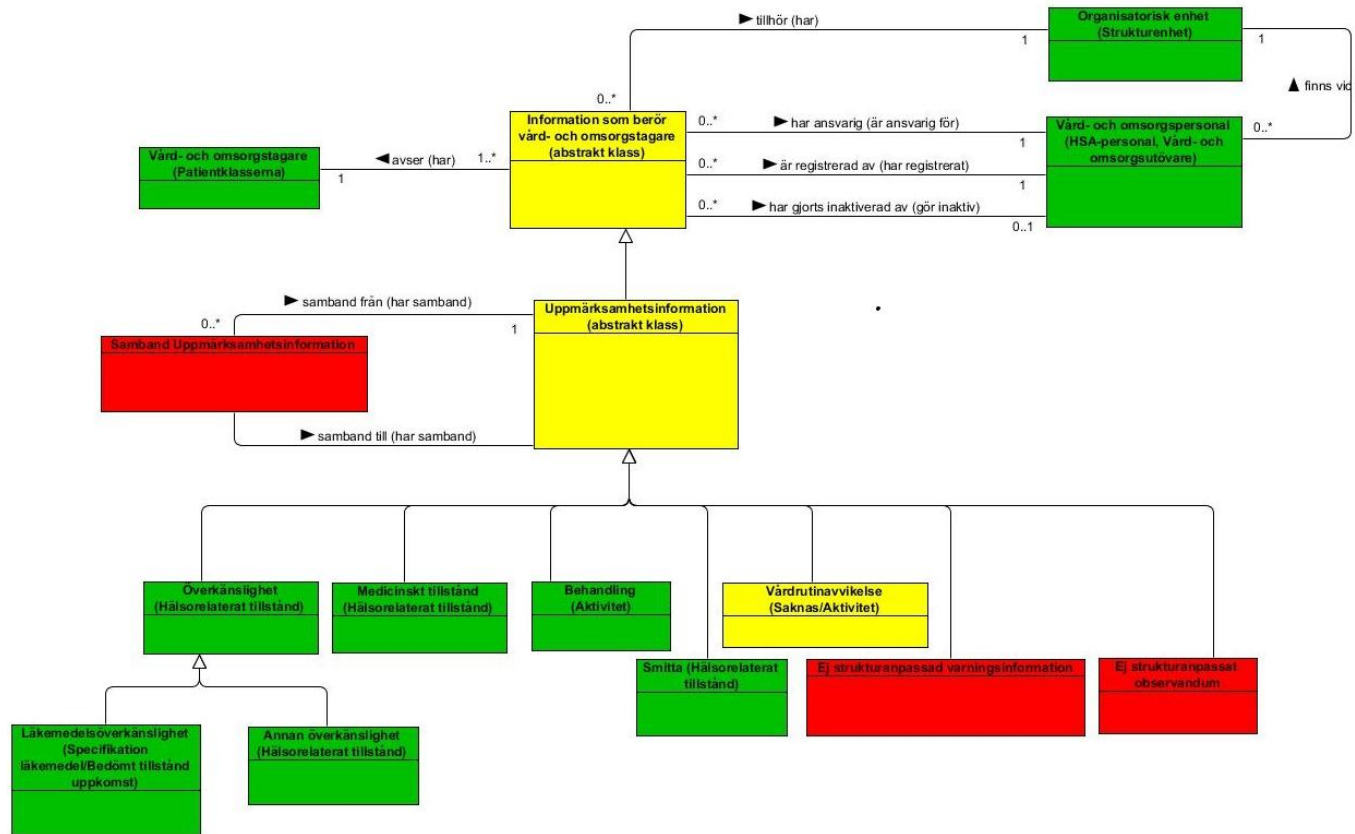 ► tillhör (har)
Organisatorisk enhet
(Strukturenhet)
1
1
0..*
▲ finns vid
Information som berör
vård- och omsorgstagare
(abstrakt klass)
0..*
► har ansvarig (är ansvarig för)
1
Vård- och omsorgspersonal
(HSA-personal, Vård- och
omsorgsutövare)
0..*
Vård- och omsorgstagare
(Patientklasserna)
◄ avser (har)
1..*
1
0..*
► är registrerad av (har registrerat)
1
0..*
► har gjorts inaktiverad av (gör inaktiv)
0..1
► samband från (har samband)
0..*
1
Uppmärksamhetsinformation
(abstrakt klass)
Samband Uppmärksamhetsinformation
► samband till (har samband)
Överkänslighet
(Hälsorelaterat tillstånd)
Medicinskt tillstånd
(Hälsorelaterat tillstånd)
Behandling
(Aktivitet)
Vårdrutinavvikelse
(Saknas/Aktivitet)
Smitta (Hälsorelaterat
tillstånd)
Ej strukturanpassad varningsinformation
Ej strukturanpassat
observandum
Läkemedelsöverkänslighet
(Specifikation
läkemedel/Bedömt tillstånd
uppkomst)
Annan överkänslighet
(Hälsorelaterat tillstånd)